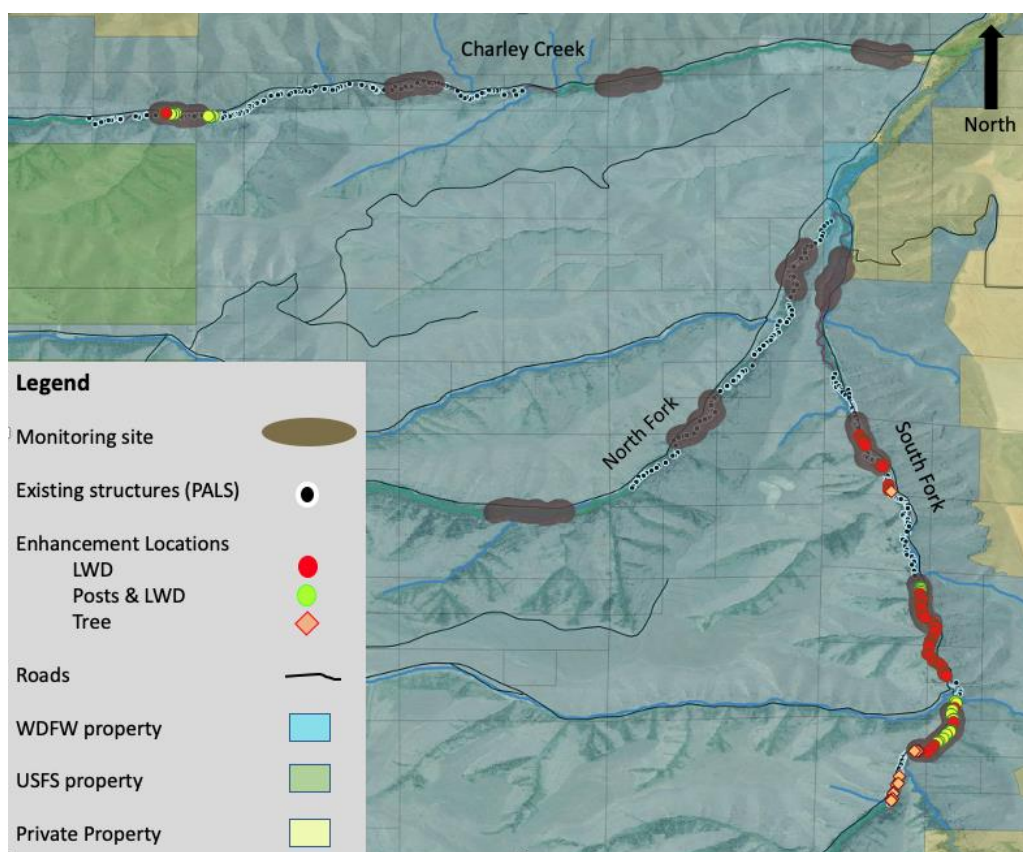 Charley Creek
North
North Fork
South Fork
Legend
Monitoring site
Existing structures (PALS)
Enhancement Locations
LWD
Posts & LWD
Tree
Roads
WDFW property
USFS property
Private Property